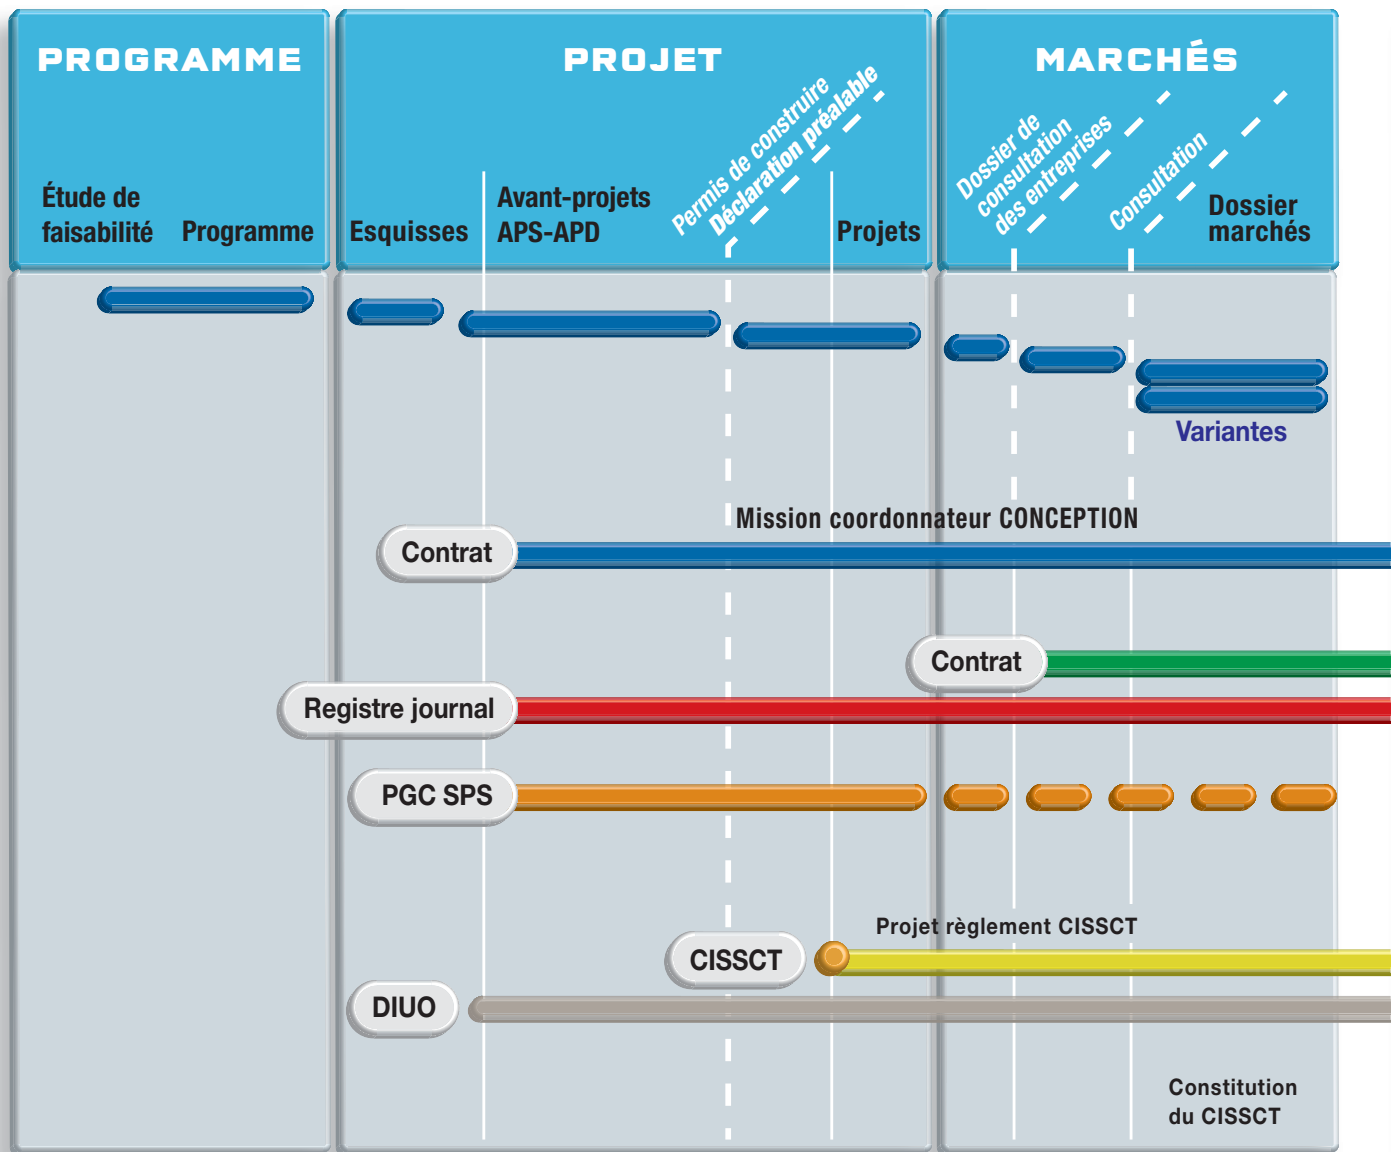 PROGRAMME
PROJET
MARCHÉS
Étude de
faisabilité
Programme
Esquisses
Avant-projets
APS-APD
Permis de construire
Déclaration préalable
Projets
Dossier de
consultation
des entreprises
Consultation
Dossier
marchés
Variantes
Mission coordonnateur CONCEPTION
Contrat
Contrat
Registre journal
PGC SPS
Projet règlement CISSCT
CISSCT
DIUO
Constitution
du CISSCT